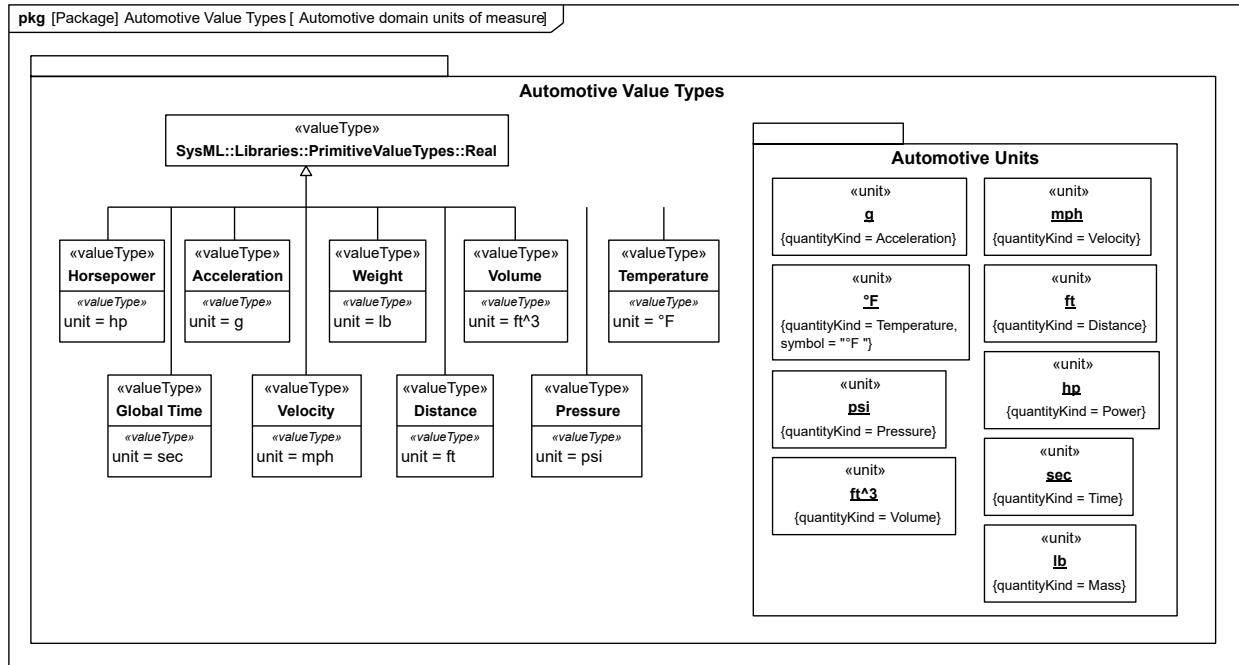 pkg [Package] Automotive Value Types [ Automotive domain units of measure]
Automotive Value Types
«valueType»
SysML::Libraries::PrimitiveValueTypes::Real
«valueType»
Horsepower
«valueType»
unit = hp
«valueType»
Acceleration
«valueType»
unit = g
«valueType»
Weight
«valueType»
unit = lb
«valueType»
Volume
«valueType»
unit = ft^3
«valueType»
Temperature
«valueType»
unit = °F
«valueType»
Global Time
«valueType»
unit = sec
«valueType»
Velocity
«valueType»
unit = mph
«valueType»
Distance
«valueType»
unit = ft
«valueType»
Pressure
«valueType»
unit = psi
Automotive Units
«unit»
g
{quantityKind = Acceleration}
«unit»
mph
{quantityKind = Velocity}
«unit»
°F
{quantityKind = Temperature,
symbol = "°F "}
«unit»
ft
{quantityKind = Distance}
«unit»
psi
{quantityKind = Pressure}
«unit»
hp
{quantityKind = Power}
«unit»
ft^3
{quantityKind = Volume}
«unit»
sec
{quantityKind = Time}
«unit»
lb
{quantityKind = Mass}